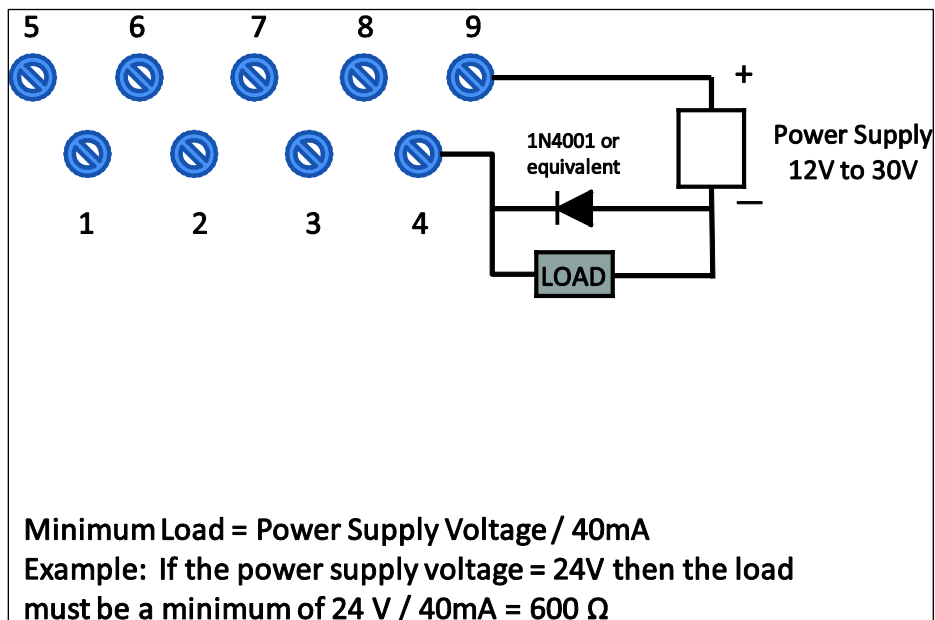 5 6 7 8 9
+
1N4001 or
equivalent
Power Supply
12V to 30V
—
1 2 3 4
LOAD
Minimum Load = Power Supply Voltage / 40mA
Example: If the power supply voltage = 24V then the load
must be a minimum of 24 V / 40mA = 600 Ω